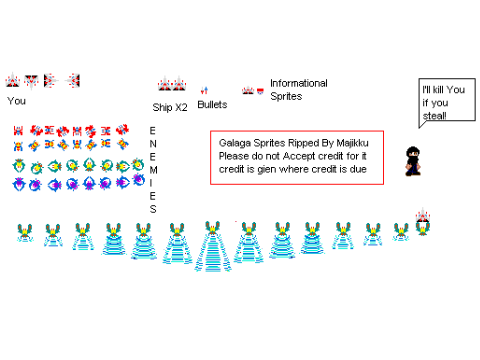 Informational
Sprites
I'll kill You
if you
steal!
You
Ship X2
Bullets
ENEMIES
Galaga Sprites Ripped By Majikku
Please do not Accept credit for it
credit is gien where credit is due